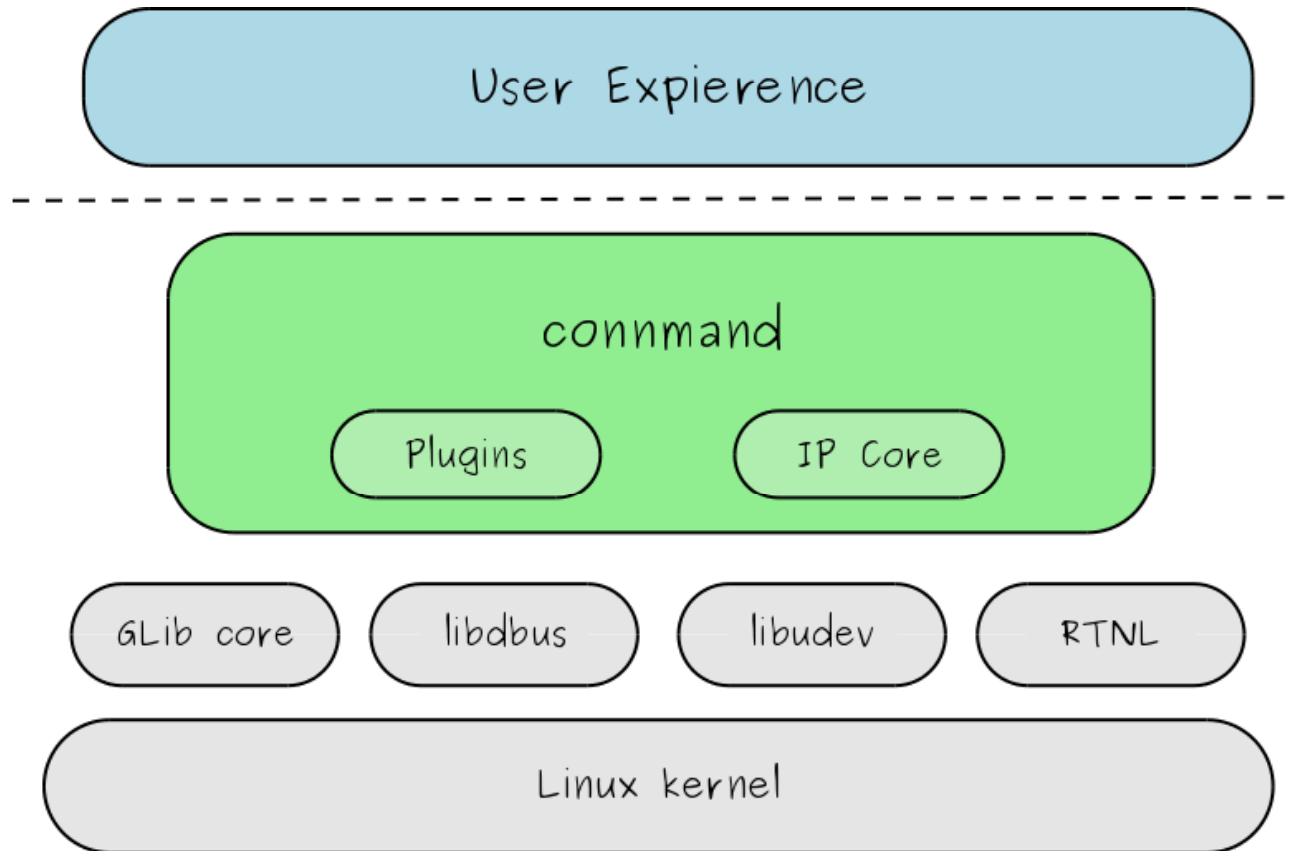 User Expierence
connmand
Plugins IP Core
GLib core libdbus libudev RTNL
Linux kernel